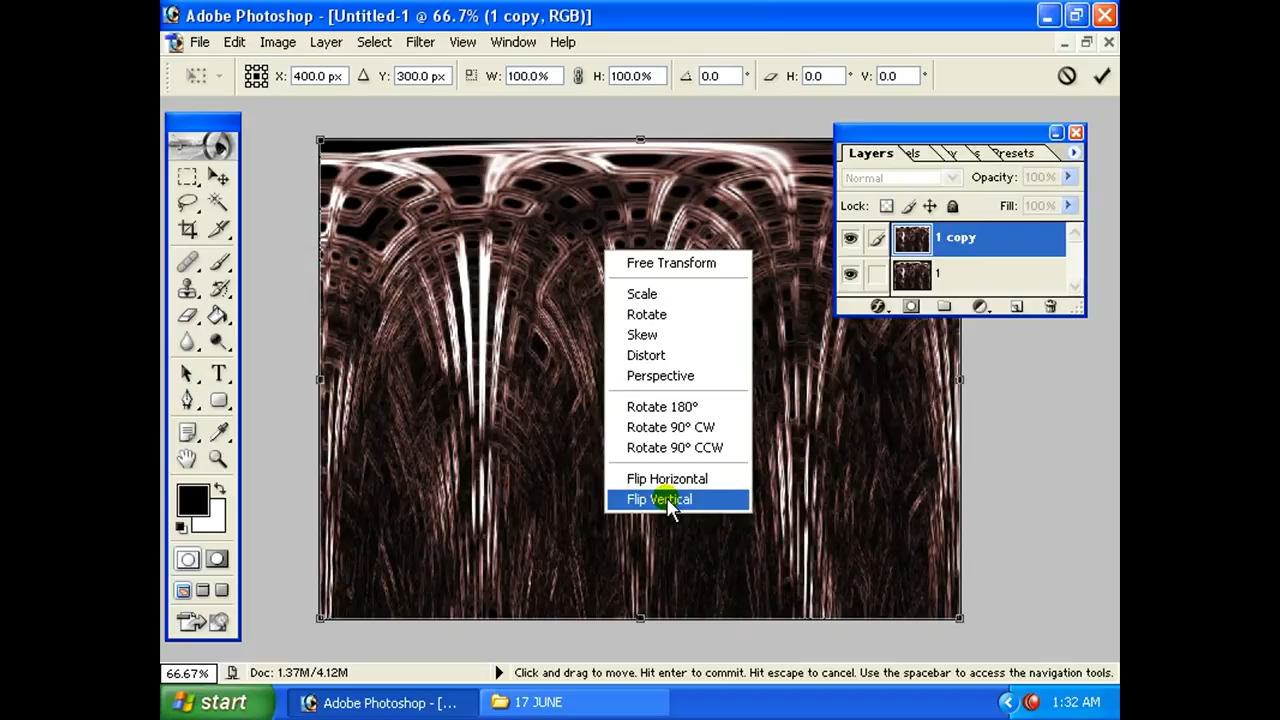 Adobe Photoshop - [Untitled-1 @ 66.7% (1 copy, RGB)]
File Edit Image Layer Select Filter View Window Help
X: 400.0 px Y: 300.0 px W: 100.0% H: 100.0% 0.0 ° H: 0.0 ° V: 0.0 °
Layers els resets
Normal Opacity: 100%
Lock: Fill: 100%
1 copy
1
Free Transform
Scale
Rotate
Skew
Distort
Perspective
Rotate 180°
Rotate 90° CW
Rotate 90° CCW
Flip Horizontal
Flip Vertical
T
66.67% Doc: 1.37M/4.12M Click and drag to move. Hit enter to commit. Hit escape to cancel. Use the spacebar to access the navigation tools.
start Adobe Photoshop - [... 17 JUNE 1:32 AM